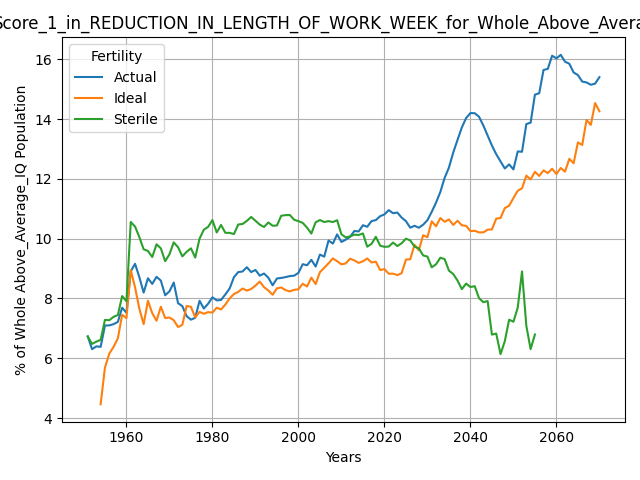 Score_1_in_REDUCTION_IN_LENGTH_OF_WORK_WEEK_for_Whole_Above_Avera
Fertility
Actual
Ideal
Sterile
% of Whole Above_Average_IQ Population
16
14
12
10
8
6
4
1960 1980 2000 2020 2040 2060
Years